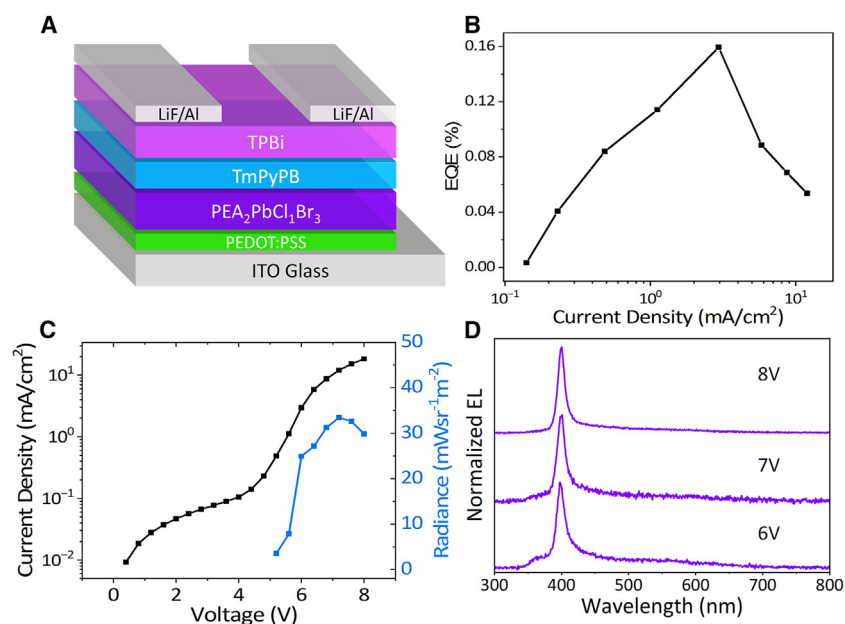 A
LiF/Al
LiF/Al
TPBi
TmPyPB
PEA₂PbCl₁Br₃
PEDOT:PSS
ITO Glass
B
EQE (%)
0.16
0.12
0.08
0.04
0.00
10⁻¹
10⁰
10¹
Current Density (mA/cm²)
C
Current Density (mA/cm²)
10¹
10⁰
10⁻¹
10⁻²
0
2
4
6
8
Voltage (V)
50
40
30
20
10
0
Radiance (mWsr⁻¹m⁻²)
D
Normalized EL
8V
7V
6V
300
400
500
600
700
800
Wavelength (nm)